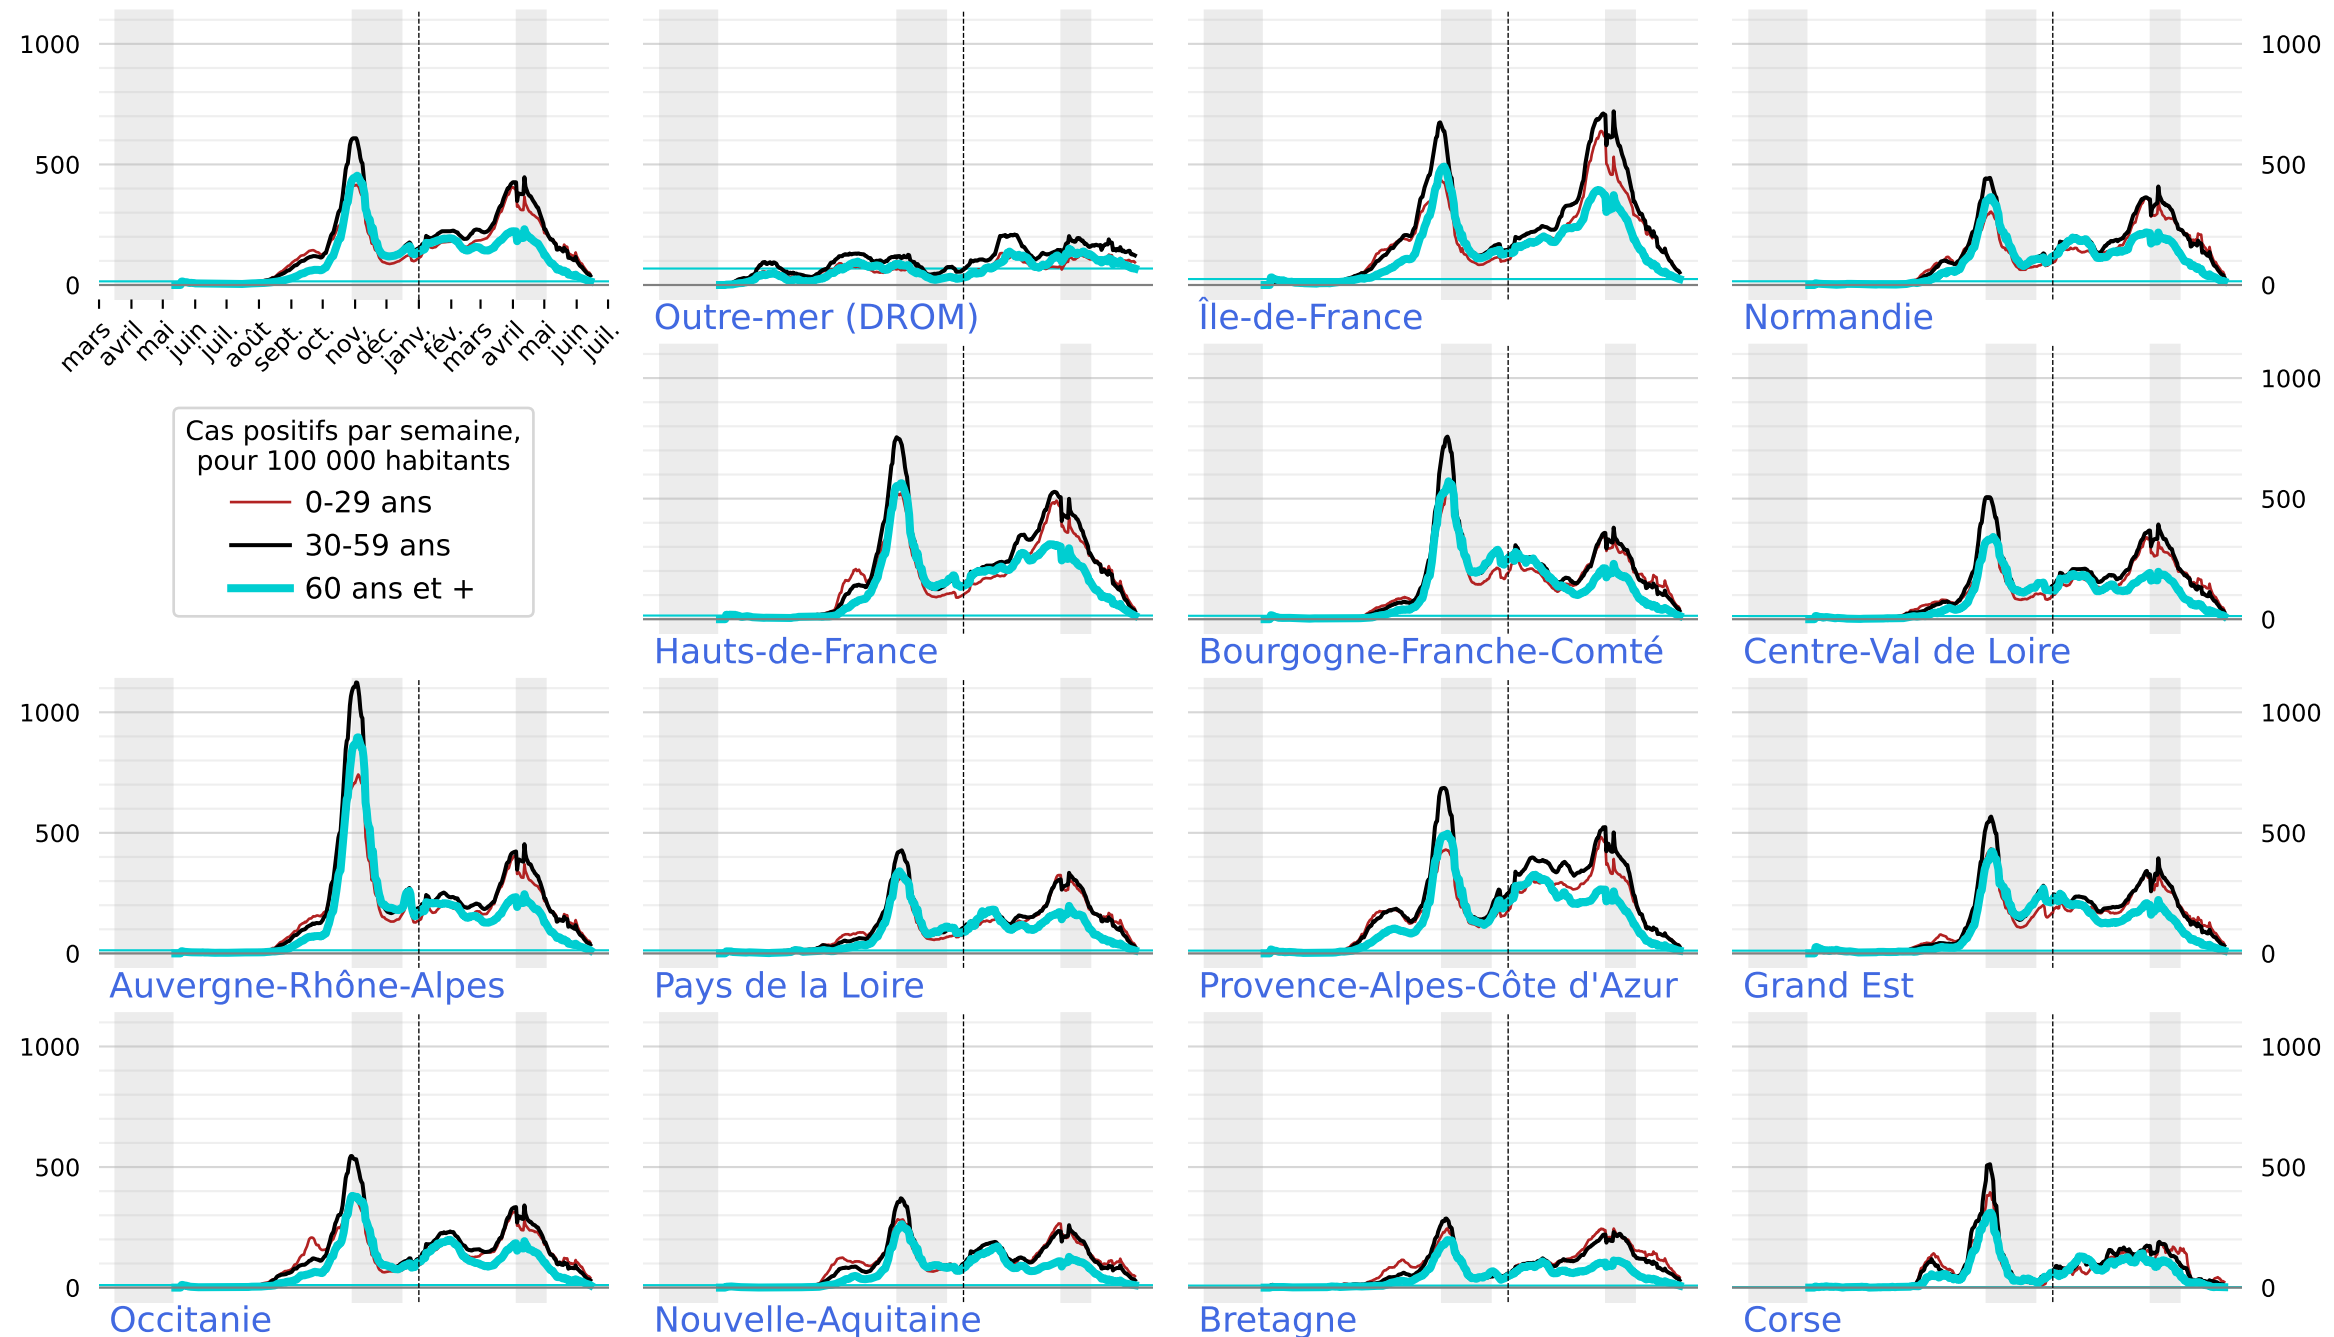 1000
500
0
mars
avril
mai
juin
juil.
août
sept.
oct.
nov.
déc.
janv.
fév.
mars
avril
mai
juin
juil.
Outre-mer (DROM)
Île-de-France
Normandie
1000
500
0
Cas positifs par semaine,
pour 100 000 habitants
0-29 ans
30-59 ans
60 ans et +
Hauts-de-France
Bourgogne-Franche-Comté
Centre-Val de Loire
1000
500
0
1000
500
0
Auvergne-Rhône-Alpes
Pays de la Loire
Provence-Alpes-Côte d'Azur
Grand Est
1000
500
0
1000
500
0
Occitanie
Nouvelle-Aquitaine
Bretagne
Corse
1000
500
0